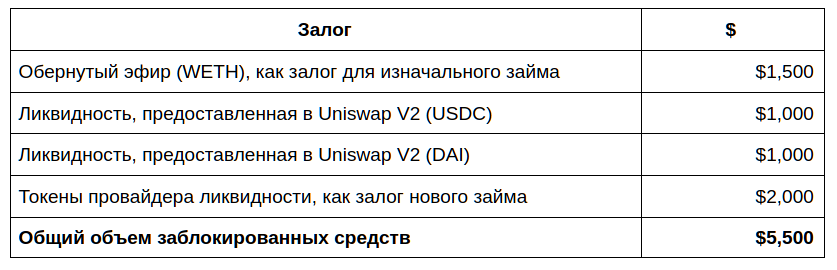 Залог $
Обернутый эфир (WETH), как залог для изначального займа $1,500
Ликвидность, предоставленная в Uniswap V2 (USDC) $1,000
Ликвидность, предоставленная в Uniswap V2 (DAI) $1,000
Токены провайдера ликвидности, как залог нового займа $2,000
Общий объем заблокированных средств $5,500